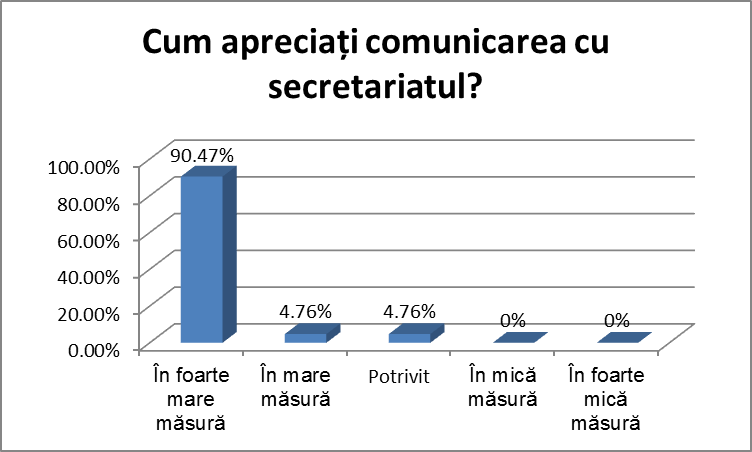 Cum apreciați comunicarea cu
secretariatul?
100.00%
80.00%
60.00%
40.00%
20.00%
0.00%
90.47%
4.76%
4.76%
0%
0%
În foarte
mare
măsură
În mare
măsură
Potrivit
În mică
măsură
În foarte
mică
măsură